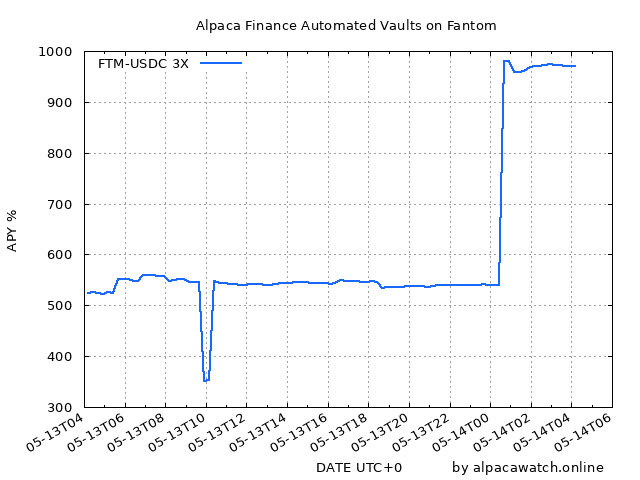 Alpaca Finance Automated Vaults on Fantom
FTM-USDC 3X
1000
900
800
700
600
500
400
300
APY %
05-13T04
05-13T06
05-13T08
05-13T10
05-13T12
05-13T14
05-13T16
05-13T18
05-13T20
05-13T22
05-14T00
05-14T02
05-14T04
05-14T06
DATE UTC+0
by alpacawatch.online